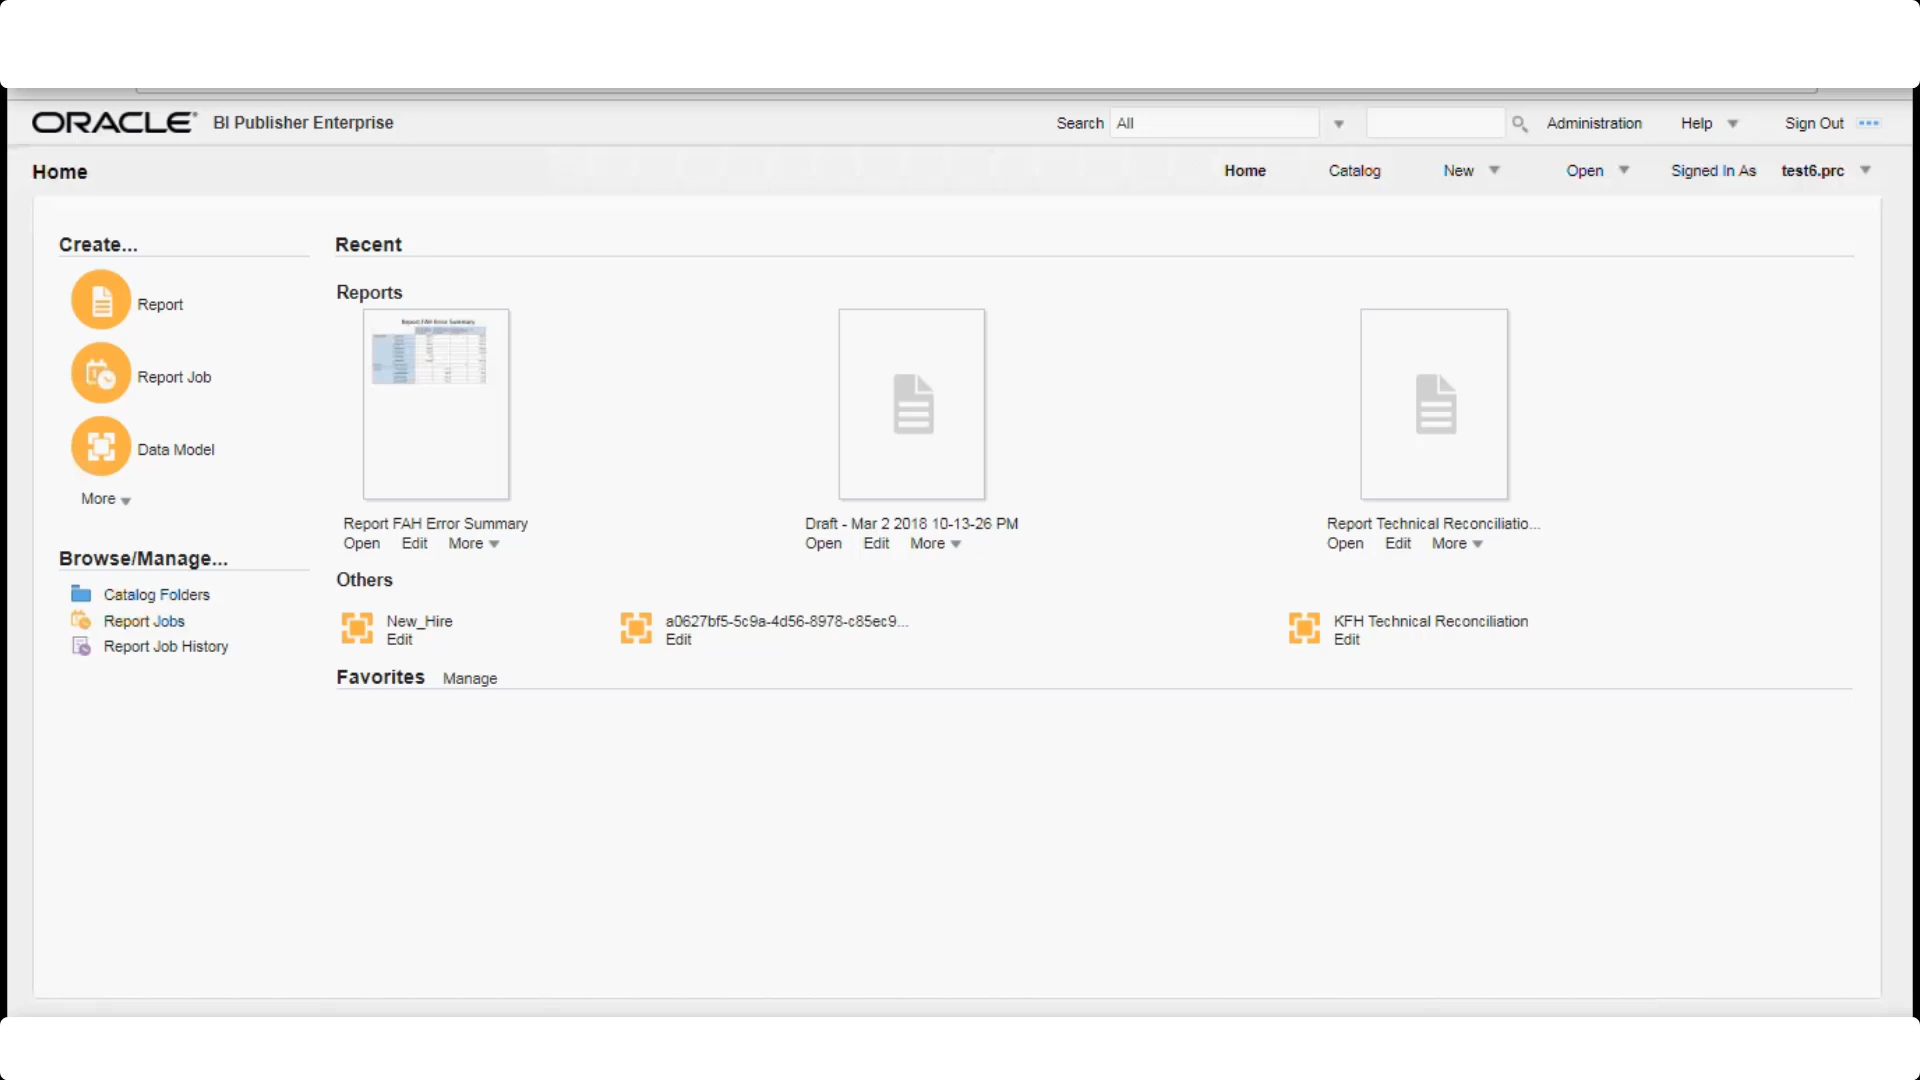 ORACLE BI Publisher Enterprise Search All Administration Help Sign Out
Home Home Catalog New Open Signed In As test6.prc
Create...
Report
Report Job
Data Model
More
Browse/Manage...
Catalog Folders
Report Jobs
Report Job History
Recent
Reports
Report FAH Error Summary
Report FAH Error Summary Draft - Mar 2 2018 10-13-26 PM Report Technical Reconciliatio...
Open Edit More Open Edit More Open Edit More
Others
New_Hire a0627bf5-5c9a-4d56-8978-c85ec9... KFH Technical Reconciliation
Edit Edit Edit
Favorites Manage